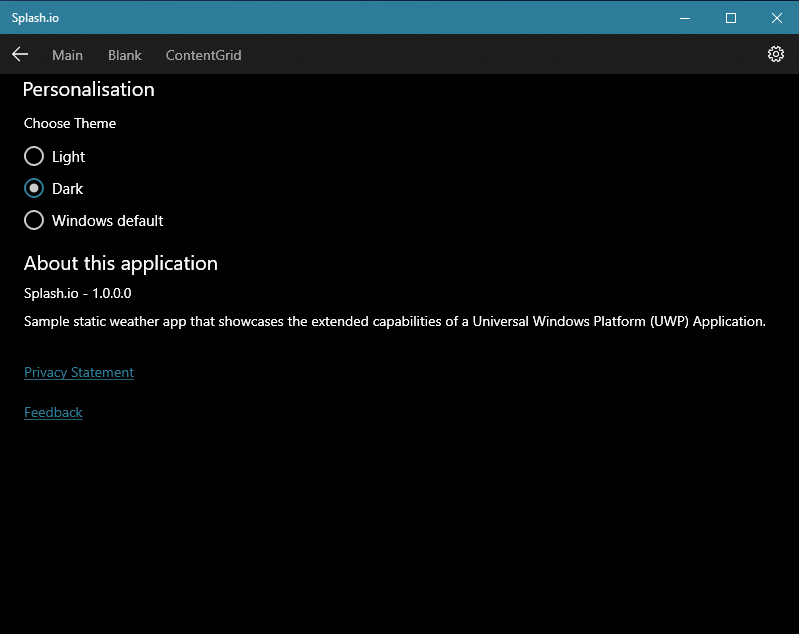 Splash.io
Main Blank ContentGrid
Personalisation
Choose Theme
Light
Dark
Windows default
About this application
Splash.io - 1.0.0.0
Sample static weather app that showcases the extended capabilities of a Universal Windows Platform (UWP) Application.
Privacy Statement
Feedback